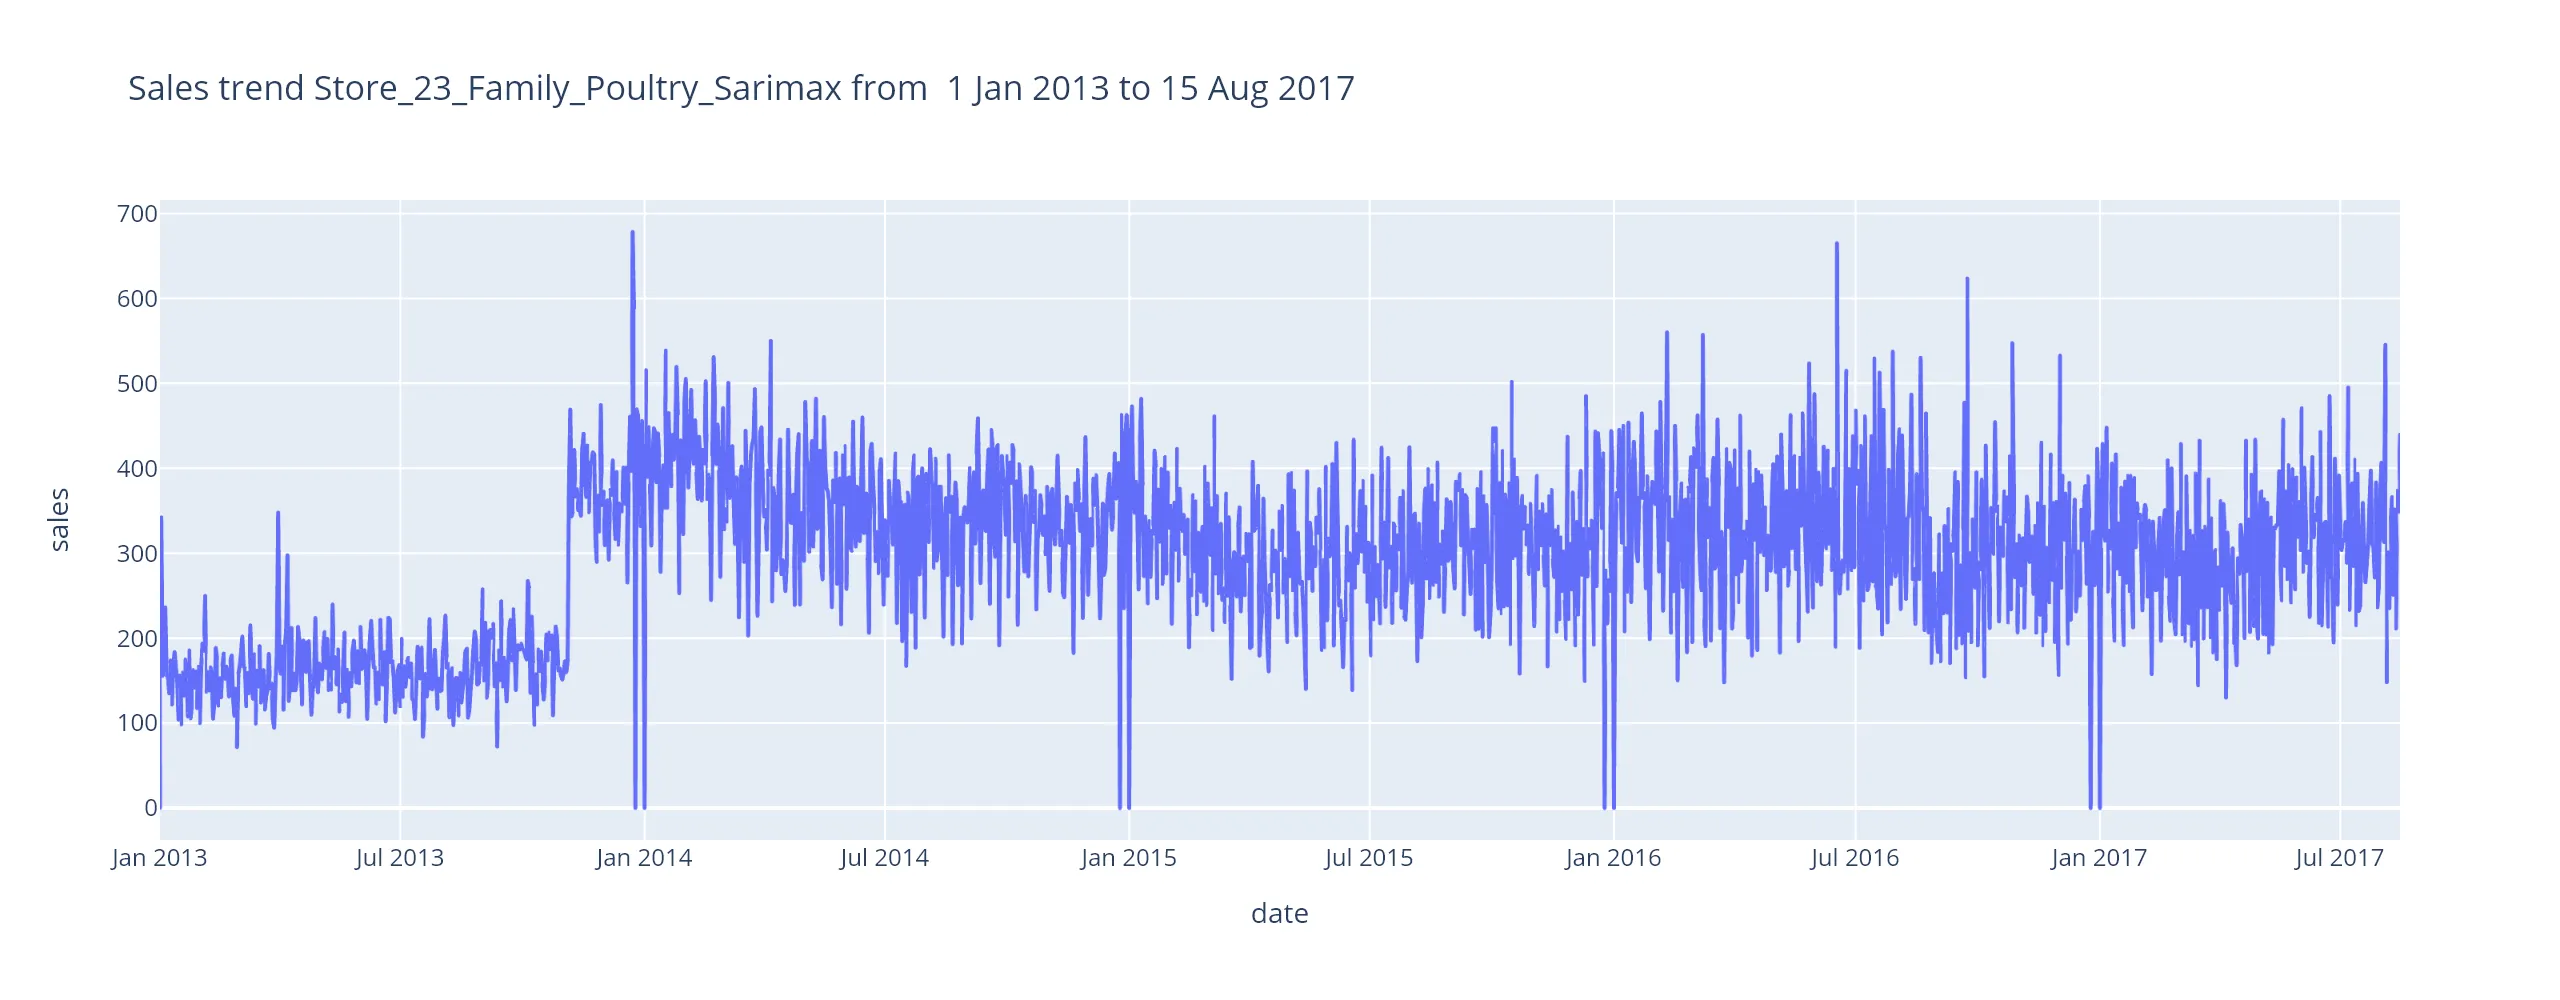 Sales trend Store_23_Family_Poultry_Sarimax from  1 Jan 2013 to 15 Aug 2017
700
600
500
400
300
200
100
0
sales
Jan 2013 Jul 2013 Jan 2014 Jul 2014 Jan 2015 Jul 2015 Jan 2016 Jul 2016 Jan 2017 Jul 2017
date